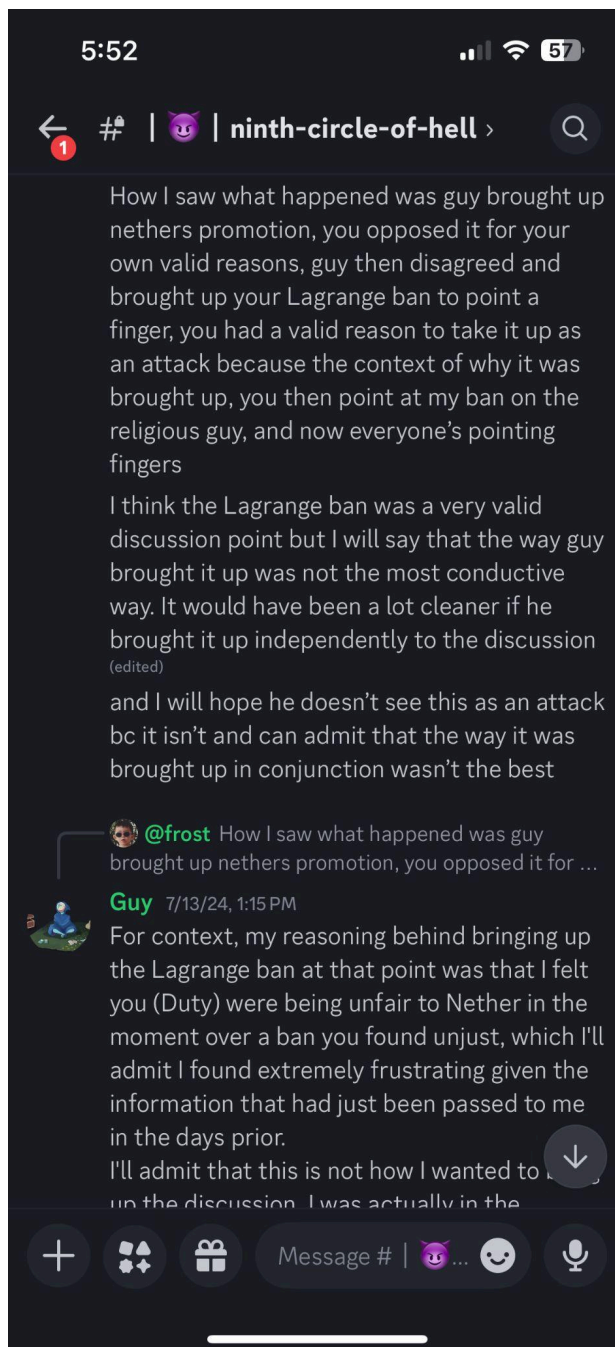 5:52
57
1
# | 😈 | ninth-circle-of-hell ›
How I saw what happened was guy brought up
nethers promotion, you opposed it for your
own valid reasons, guy then disagreed and
brought up your Lagrange ban to point a
finger, you had a valid reason to take it up as
an attack because the context of why it was
brought up, you then point at my ban on the
religious guy, and now everyone’s pointing
fingers
I think the Lagrange ban was a very valid
discussion point but I will say that the way guy
brought it up was not the most conductive
way. It would have been a lot cleaner if he
brought it up independently to the discussion
(edited)
and I will hope he doesn’t see this as an attack
bc it isn’t and can admit that the way it was
brought up in conjunction wasn’t the best
@frost How I saw what happened was guy
brought up nethers promotion, you opposed it for ...
Guy 7/13/24, 1:15 PM
For context, my reasoning behind bringing up
the Lagrange ban at that point was that I felt
you (Duty) were being unfair to Nether in the
moment over a ban you found unjust, which I'll
admit I found extremely frustrating given the
information that had just been passed to me
in the days prior.
I'll admit that this is not how I wanted to
up the discussion. I was actually in the
Message # | 😈...